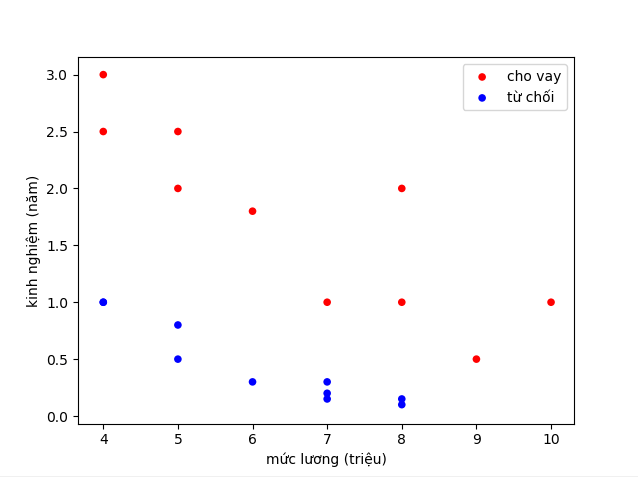 cho vay
từ chối
3.0
2.5
2.0
1.5
1.0
0.5
0.0
kinh nghiệm (năm)
4 5 6 7 8 9 10
mức lương (triệu)